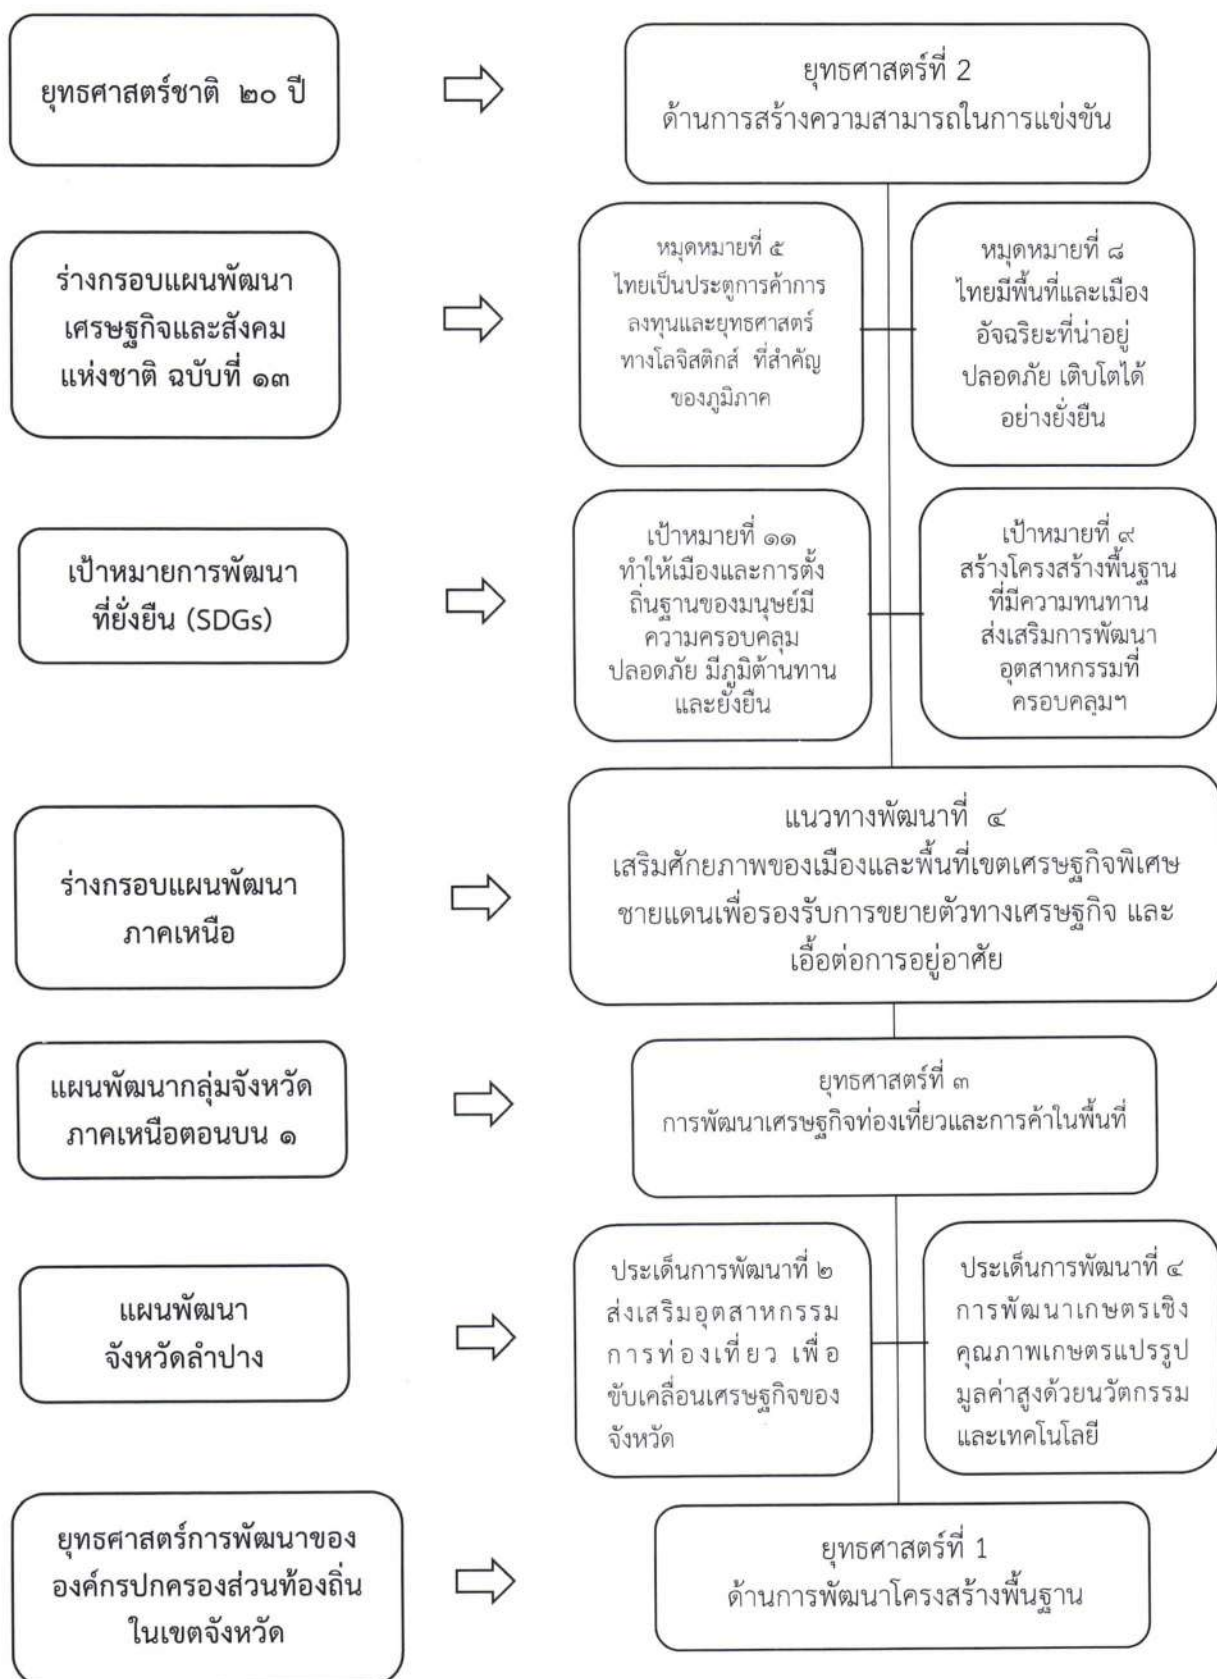 ยุทธศาสตร์ชาติ ๒๐ ปี
ยุทธศาสตร์ที่ 2
ด้านการสร้างความสามารถในการแข่งขัน
ร่างกรอบแผนพัฒนา
เศรษฐกิจและสังคม
แห่งชาติ ฉบับที่ ๑๓
หมุดหมายที่ ๕
ไทยเป็นประตูการค้าการ
ลงทุนและยุทธศาสตร์
ทางโลจิสติกส์ ที่สำคัญ
ของภูมิภาค
หมุดหมายที่ ๘
ไทยมีพื้นที่และเมือง
อัจฉริยะที่น่าอยู่
ปลอดภัย เติบโตได้
อย่างยั่งยืน
เป้าหมายการพัฒนา
ที่ยั่งยืน (SDGs)
เป้าหมายที่ ๑๑
ทำให้เมืองและการตั้ง
ถิ่นฐานของมนุษย์มี
ความครอบคลุม
ปลอดภัย มีภูมิต้านทาน
และยั่งยืน
เป้าหมายที่ ๙
สร้างโครงสร้างพื้นฐาน
ที่มีความทนทาน
ส่งเสริมการพัฒนา
อุตสาหกรรมที่
ครอบคลุมฯ
ร่างกรอบแผนพัฒนา
ภาคเหนือ
แนวทางพัฒนาที่ ๔
เสริมศักยภาพของเมืองและพื้นที่เขตเศรษฐกิจพิเศษ
ชายแดนเพื่อรองรับการขยายตัวทางเศรษฐกิจ และ
เอื้อต่อการอยู่อาศัย
แผนพัฒนากลุ่มจังหวัด
ภาคเหนือตอนบน ๑
ยุทธศาสตร์ที่ ๓
การพัฒนาเศรษฐกิจท่องเที่ยวและการค้าในพื้นที่
แผนพัฒนา
จังหวัดลำปาง
ประเด็นการพัฒนาที่ ๒
ส่งเสริมอุตสาหกรรม
การท่องเที่ยว เพื่อ
ขับเคลื่อนเศรษฐกิจของ
จังหวัด
ประเด็นการพัฒนาที่ ๔
การพัฒนาเกษตรเชิง
คุณภาพเกษตรแปรรูป
มูลค่าสูงด้วยนวัตกรรม
และเทคโนโลยี
ยุทธศาสตร์การพัฒนาของ
องค์กรปกครองส่วนท้องถิ่น
ในเขตจังหวัด
ยุทธศาสตร์ที่ 1
ด้านการพัฒนาโครงสร้างพื้นฐาน